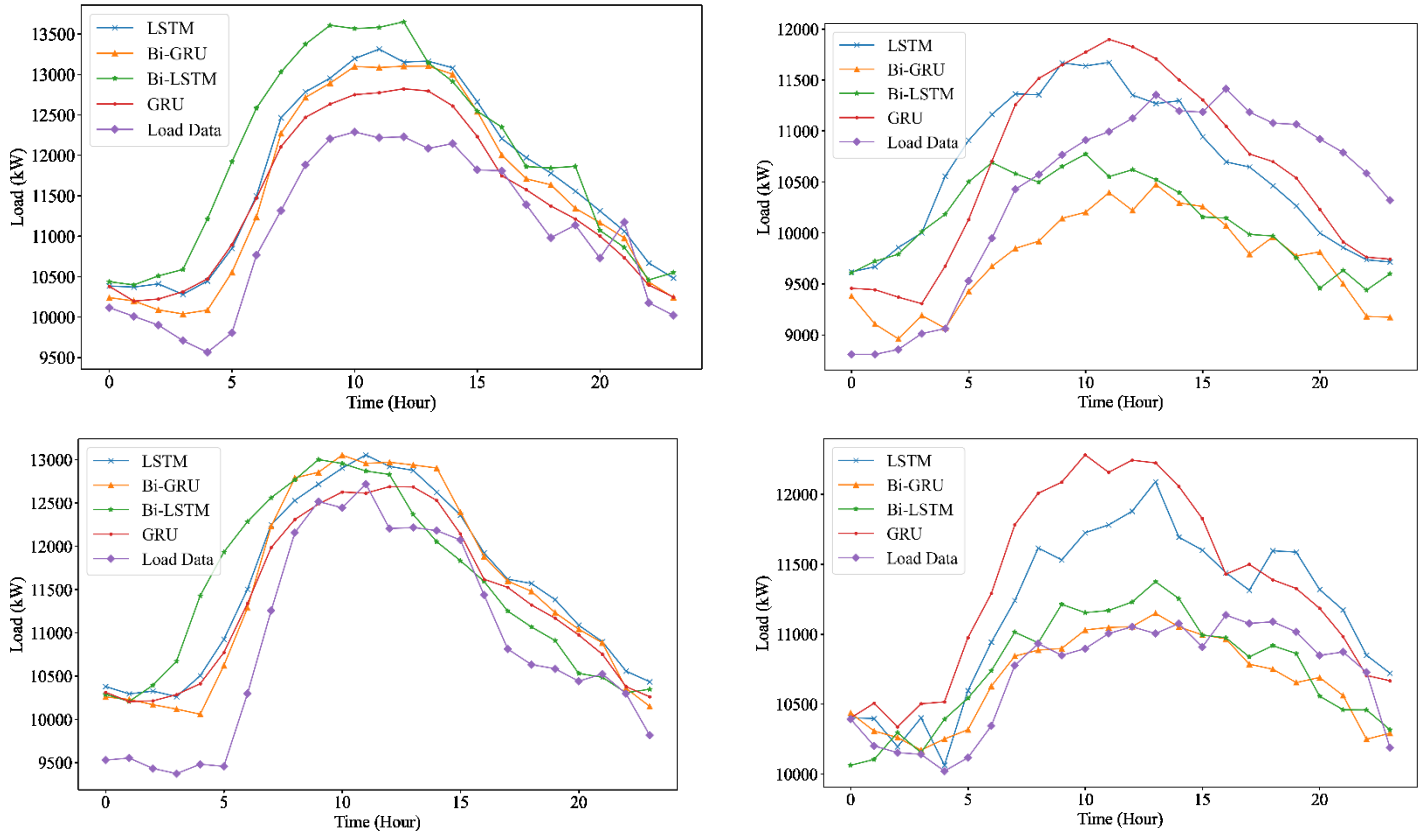 LSTM
Bi-GRU
Bi-LSTM
GRU
Load Data
13500
13000
12500
12000
11500
11000
10500
10000
9500
Load (kW)
0 5 10 15 20
Time (Hour)
LSTM
Bi-GRU
Bi-LSTM
GRU
Load Data
12000
11500
11000
10500
10000
9500
9000
Load (kW)
0 5 10 15 20
Time (Hour)
LSTM
Bi-GRU
Bi-LSTM
GRU
Load Data
13000
12500
12000
11500
11000
10500
10000
9500
Load (kW)
0 5 10 15 20
Time (Hour)
LSTM
Bi-GRU
Bi-LSTM
GRU
Load Data
12000
11500
11000
10500
10000
Load (kW)
0 5 10 15 20
Time (Hour)